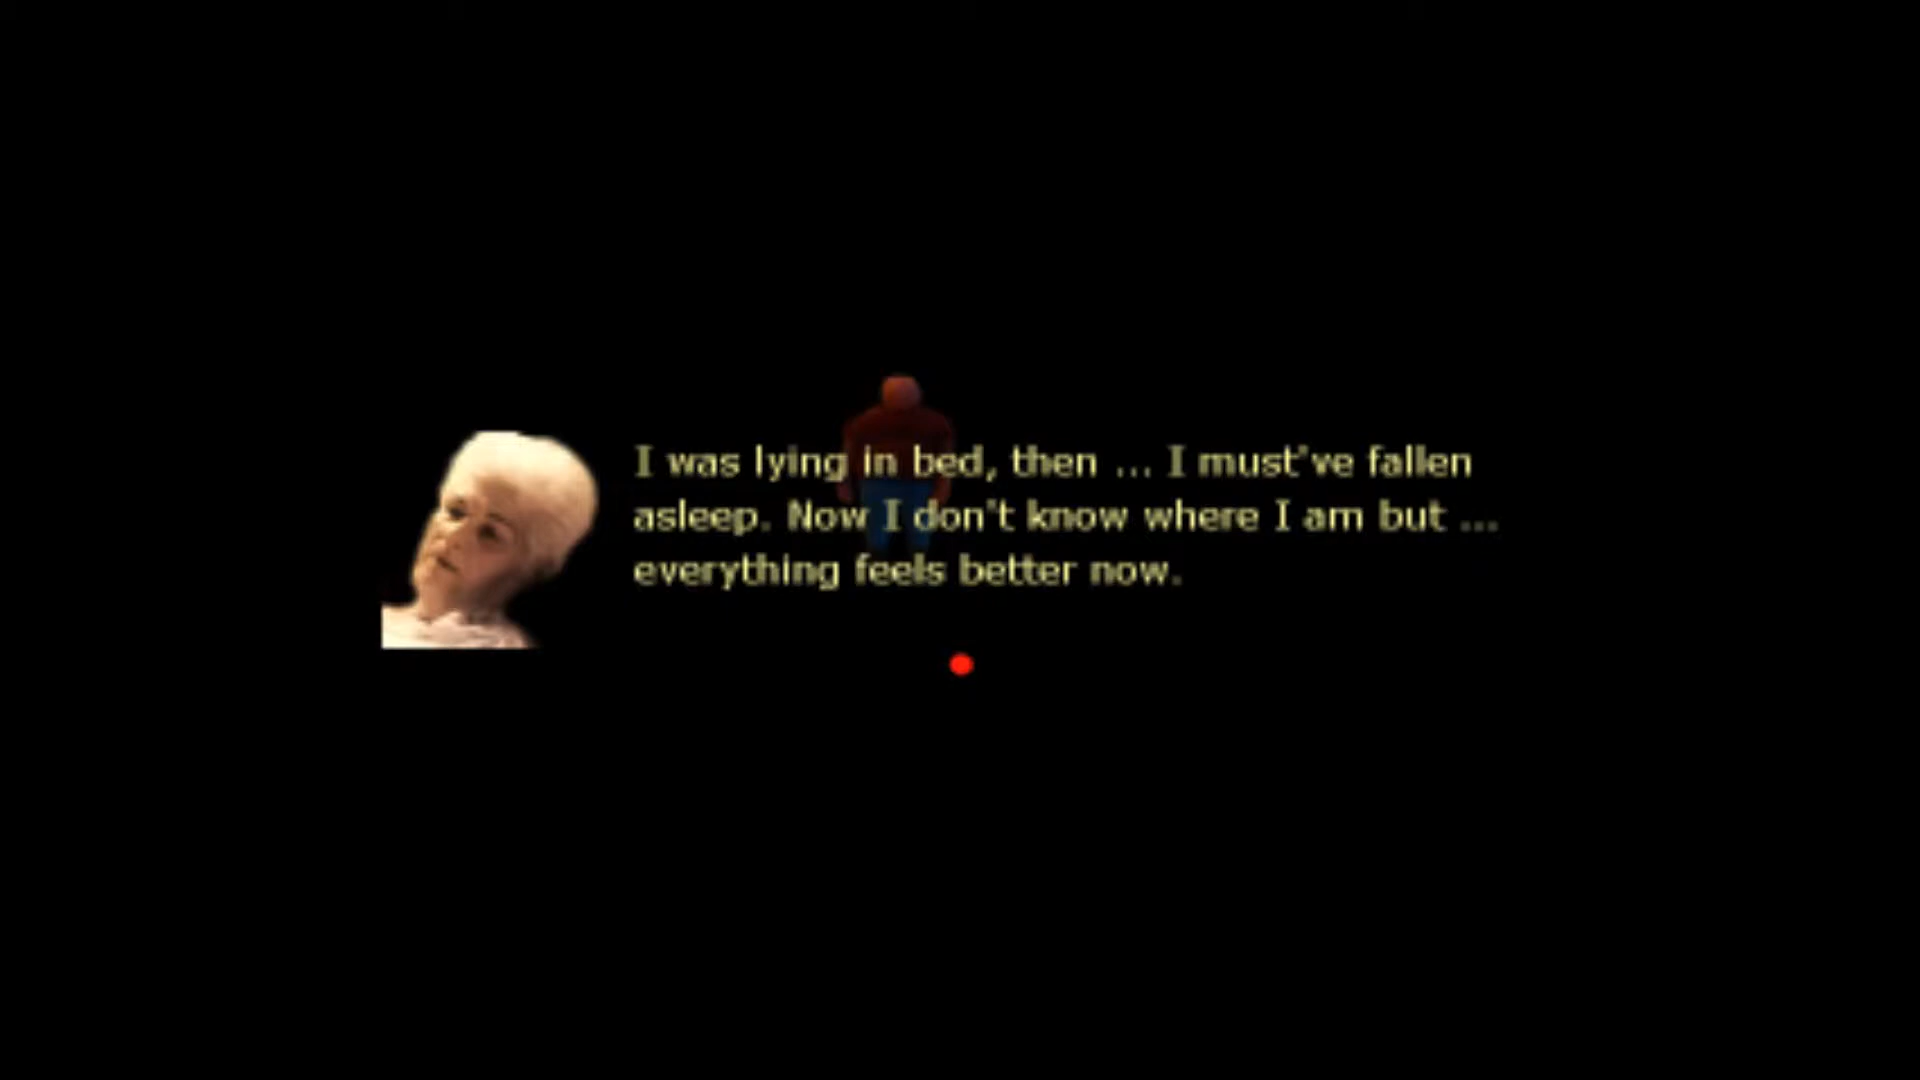 I was lying in bed, then ... I must've fallen
asleep. Now I don't know where I am but ...
everything feels better now.